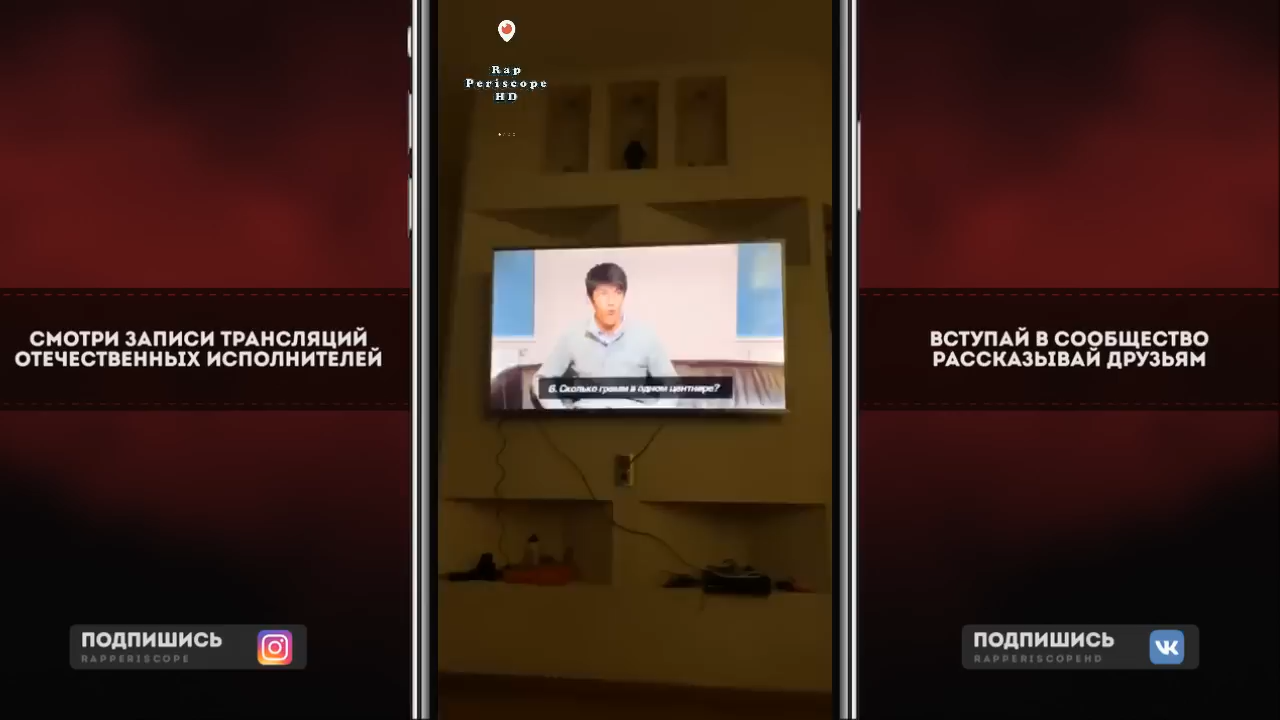 Rap
Periscope
HD
СМОТРИ ЗАПИСИ ТРАНСЛЯЦИЙ
ОТЕЧЕСТВЕННЫХ ИСПОЛНИТЕЛЕЙ
ВСТУПАЙ В СООБЩЕСТВО
РАССКАЗЫВАЙ ДРУЗЬЯМ
6. Сколько грамм в одном центнере?
ПОДПИШИСЬ
RAPPERISCOPE
ПОДПИШИСЬ
RAPPERISCOPEHD